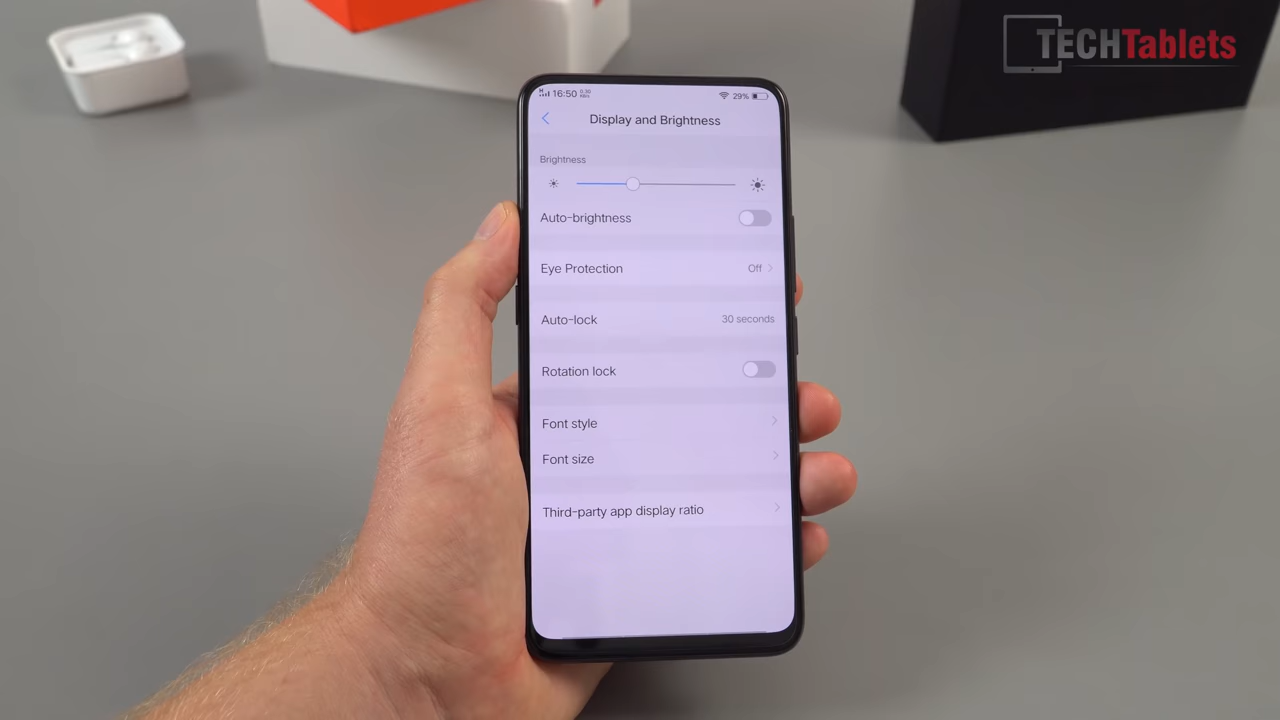 TECHTablets
16:50
29%
Display and Brightness
Brightness
Auto-brightness
Eye Protection Off
Auto-lock 30 seconds
Rotation lock
Font style
Font size
Third-party app display ratio